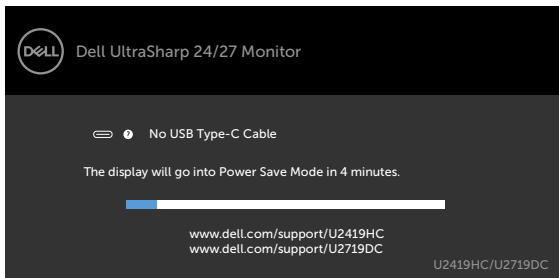 DELL
Dell UltraSharp 24/27 Monitor
? No USB Type-C Cable
The display will go into Power Save Mode in 4 minutes.
www.dell.com/support/U2419HC
www.dell.com/support/U2719DC
U2419HC/U2719DC